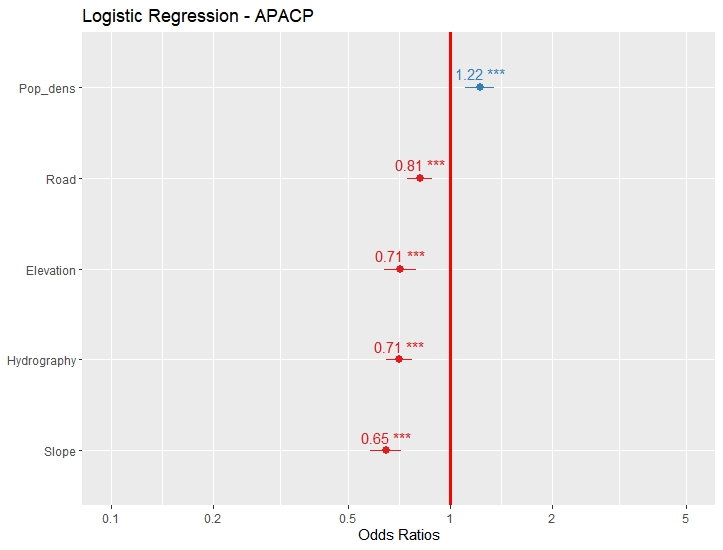 Logistic Regression - APACP
Pop_dens
1.22 ***
Road
0.81 ***
Elevation
0.71 ***
Hydrography
0.71 ***
Slope
0.65 ***
0.1 0.2 0.5 1 2 5
Odds Ratios